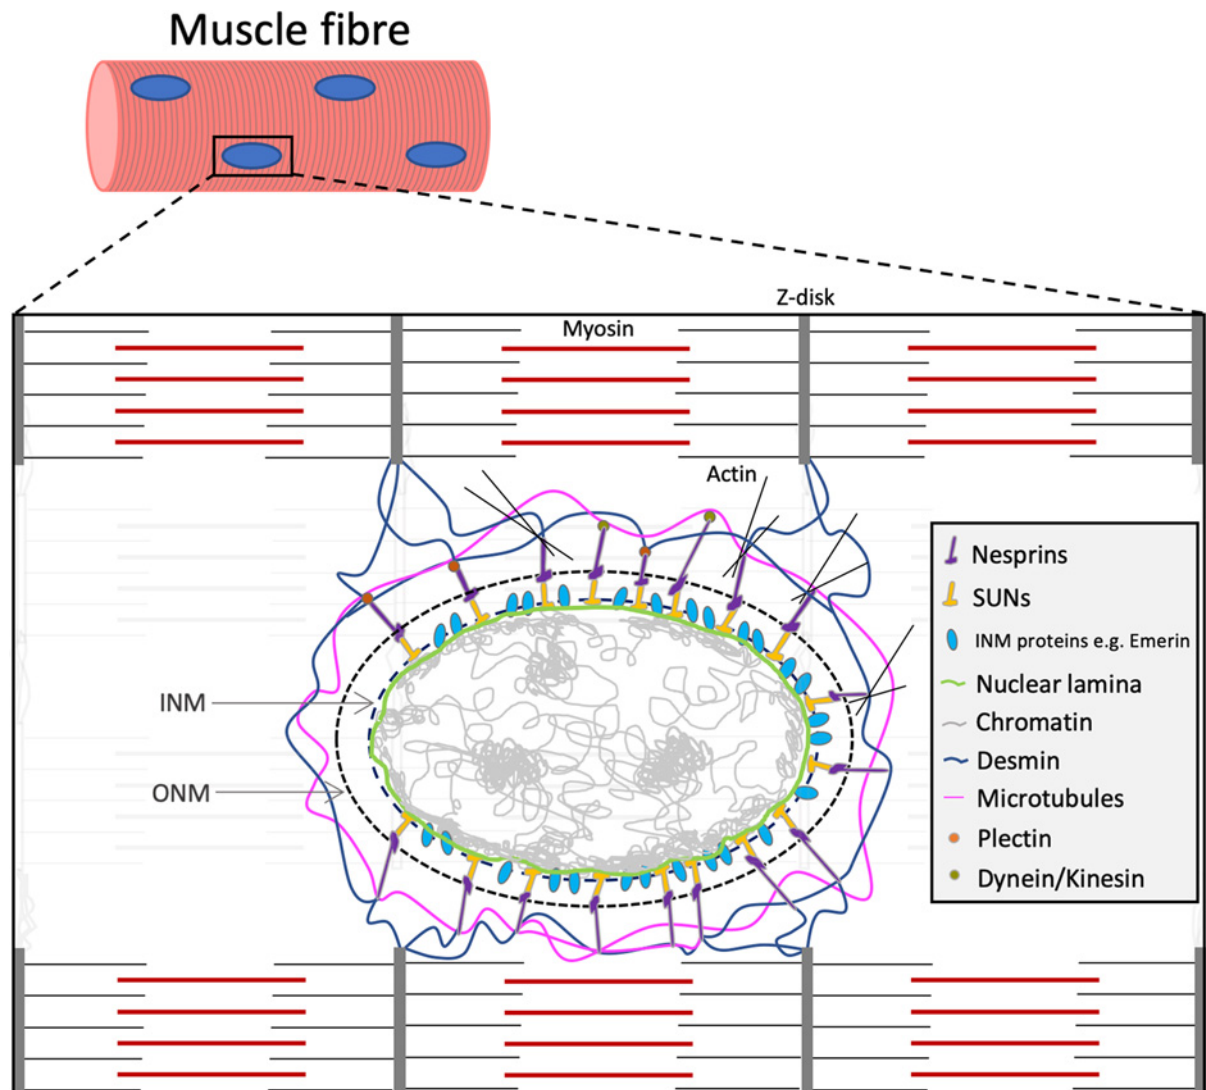 Muscle fibre
Z-disk
Myosin
Actin
Nesprins
SUNs
INM proteins e.g. Emerin
Nuclear lamina
Chromatin
Desmin
Microtubules
Plectin
Dynein/Kinesin
INM
ONM